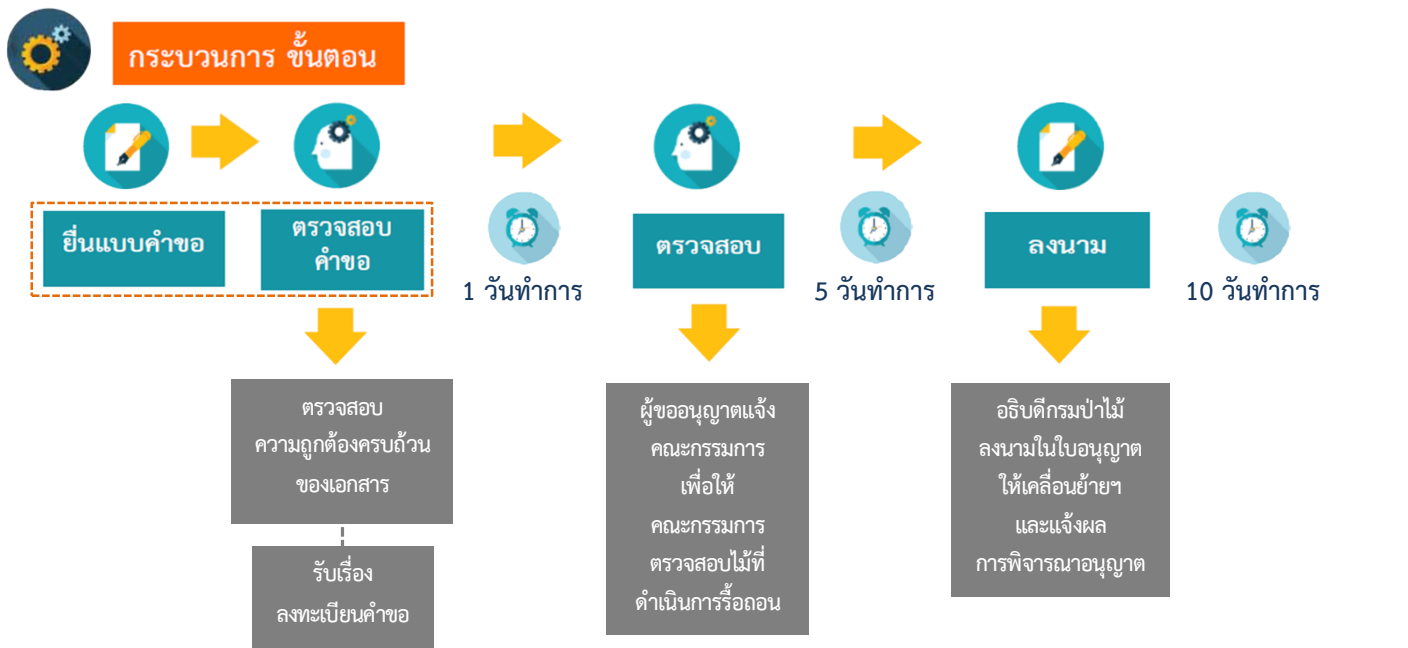 กระบวนการ ขั้นตอน
ยื่นแบบคำขอ
ตรวจสอบ
คำขอ
1 วันทำการ
ตรวจสอบ
5 วันทำการ
ลงนาม
10 วันทำการ
ตรวจสอบ
ความถูกต้องครบถ้วน
ของเอกสาร
รับเรื่อง
ลงทะเบียนคำขอ
ผู้ขออนุญาตแจ้ง
คณะกรรมการ
เพื่อให้
คณะกรรมการ
ตรวจสอบไม้ที่
ดำเนินการรื้อถอน
อธิบดีกรมป่าไม้
ลงนามในใบอนุญาต
ให้เคลื่อนย้ายฯ
และแจ้งผล
การพิจารณาอนุญาต